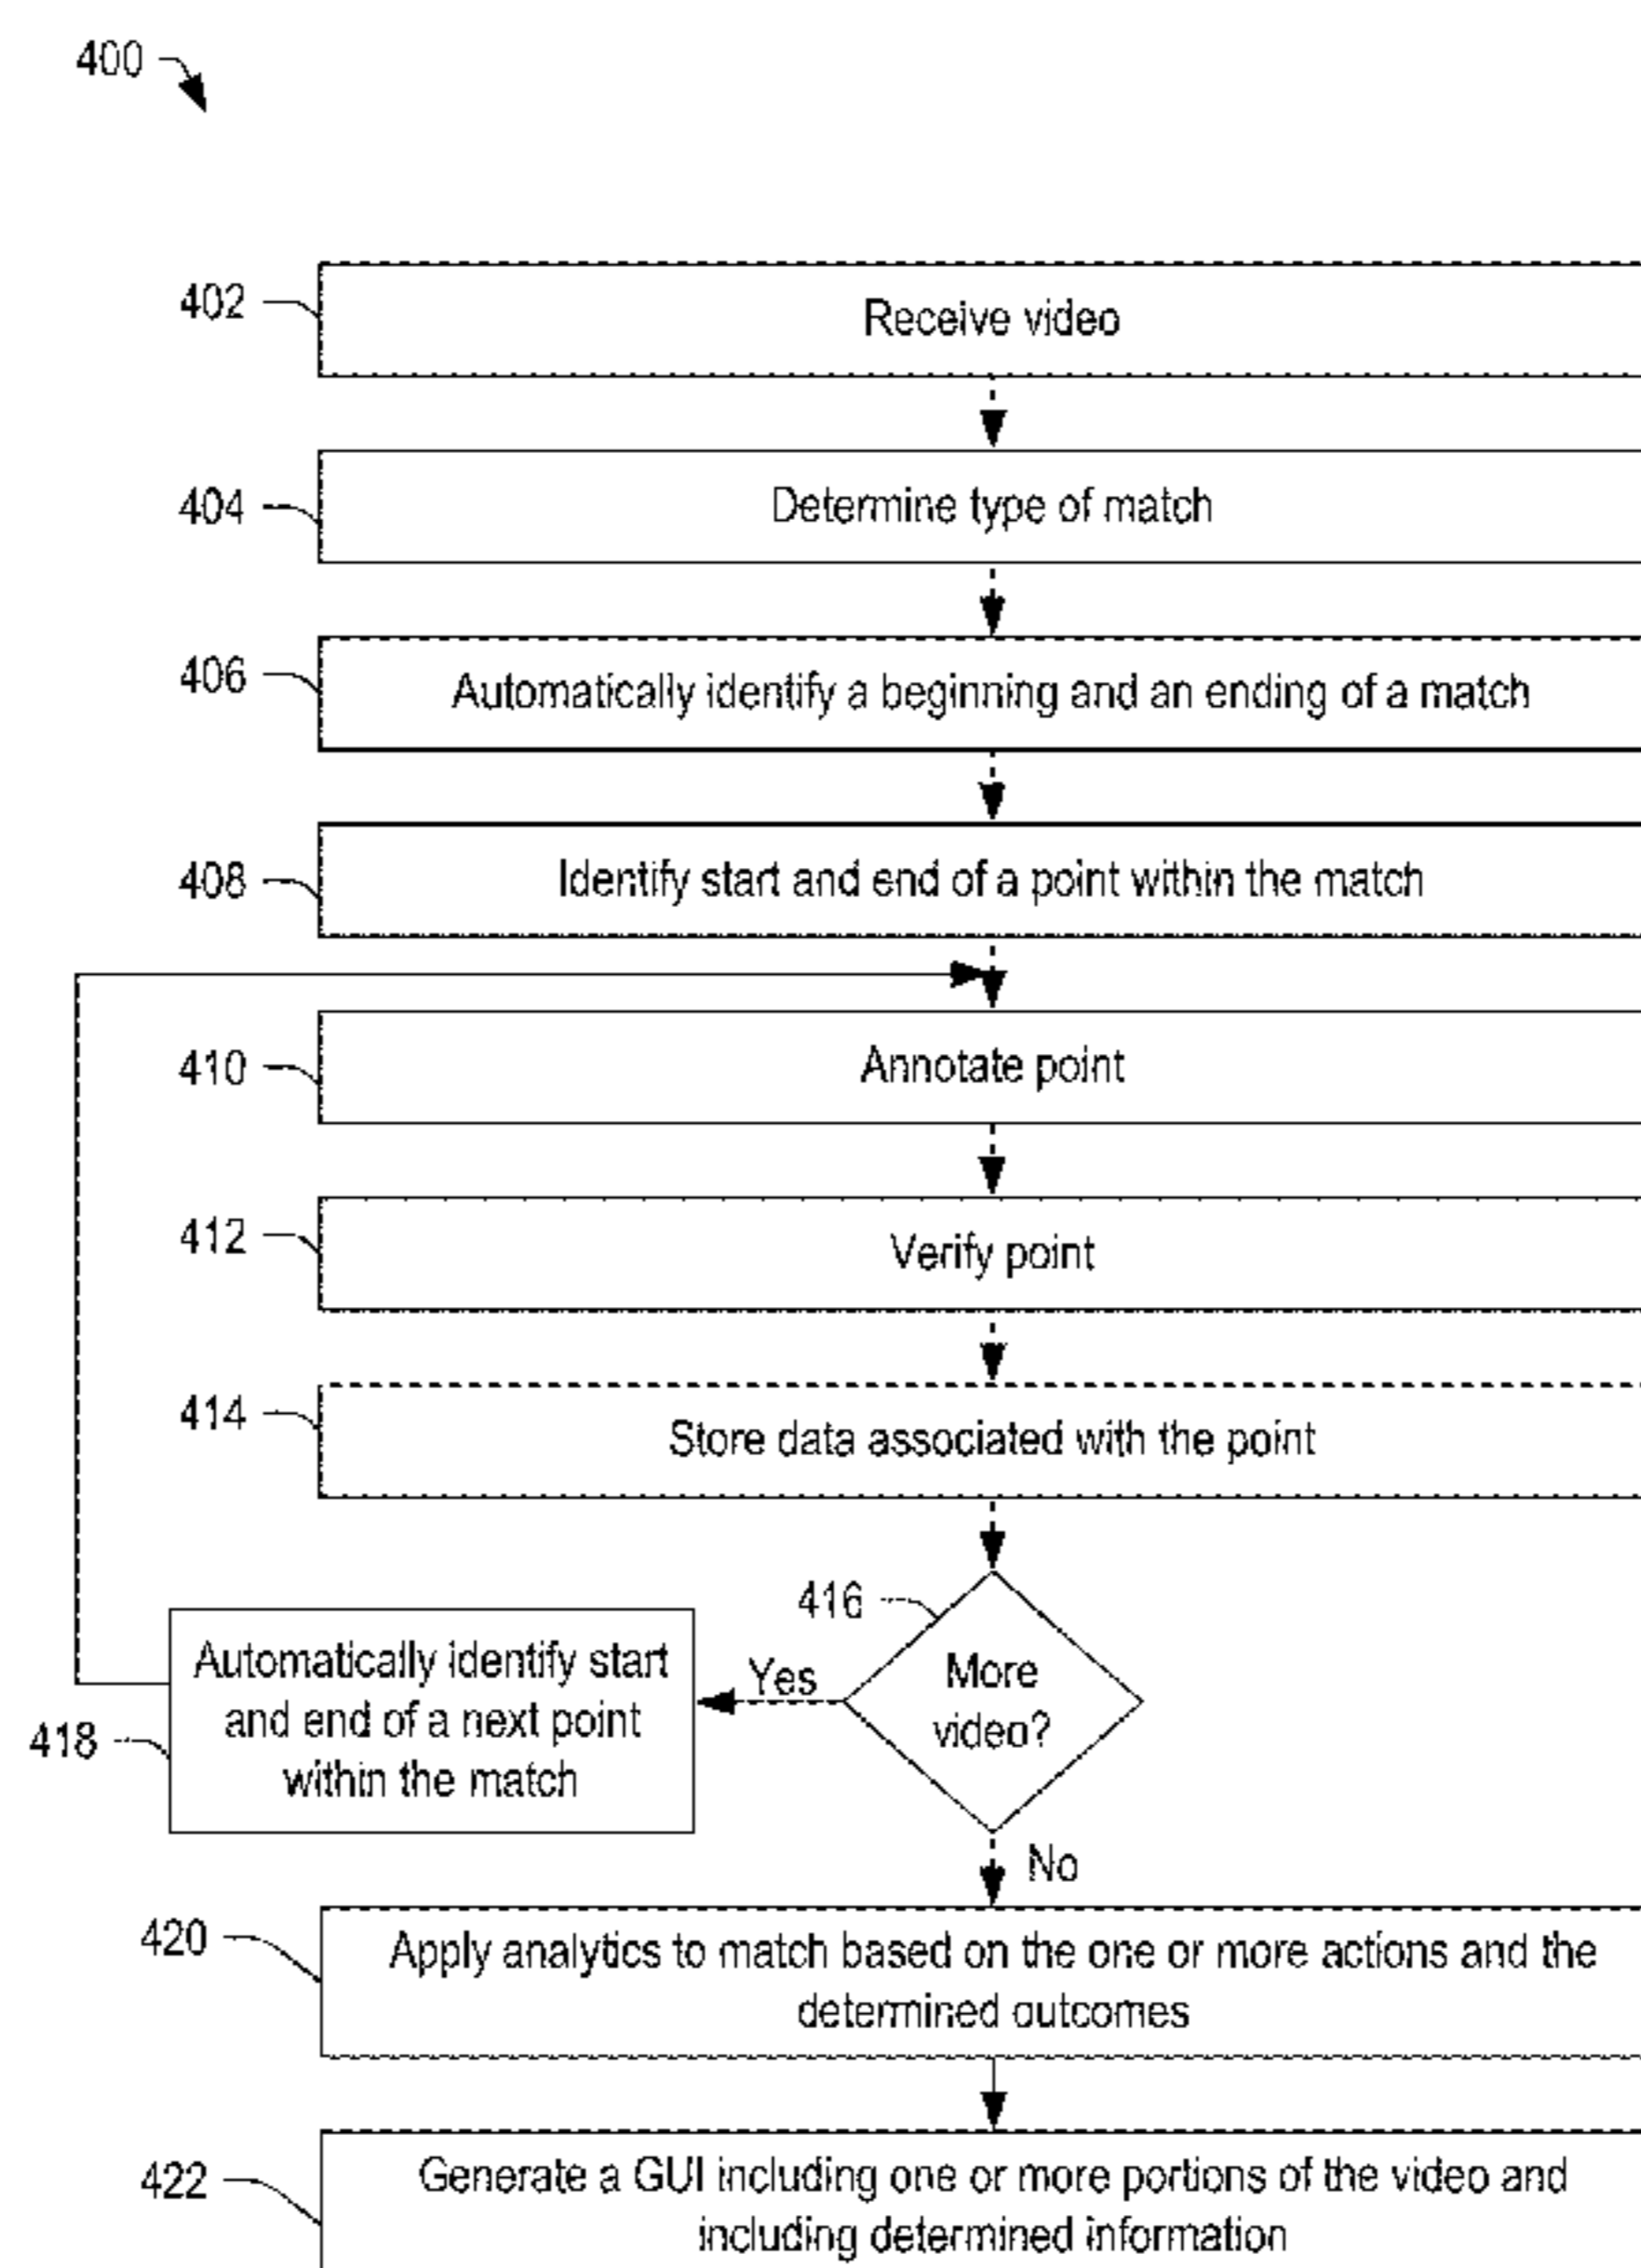 400
402
Receive video
404
Determine type of match
406
Automatically identify a beginning and an ending of a match
408
Identify start and end of a point within the match
410
Annotate point
412
Verify point
414
Store data associated with the point
416
More
video?
Yes
Automatically identify start
and end of a next point
within the match
418
No
420
Apply analytics to match based on the one or more actions and the
determined outcomes
422
Generate a GUI including one or more portions of the video and
including determined information